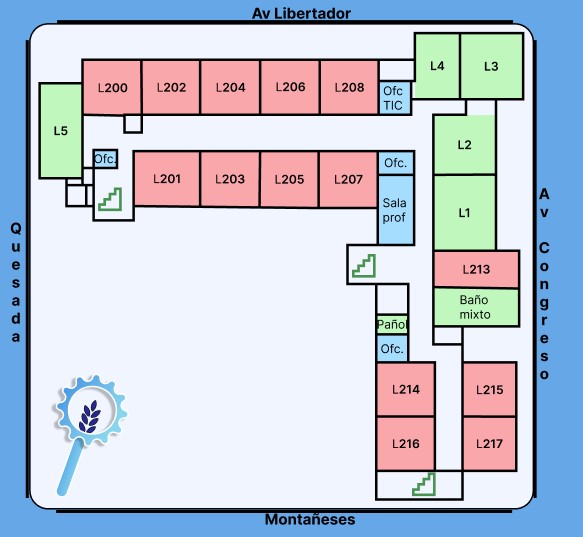 Av Libertador
L4
L3
L200
L202
L204
L206
L208
Ofc
TIC
L5
L2
Ofc.
L201
L203
L205
L207
Ofc.
Sala
prof
L1
Quesada
Av Congreso
L213
Baño
mixto
Pañol
Ofc.
L214
L215
L216
L217
Montañeses